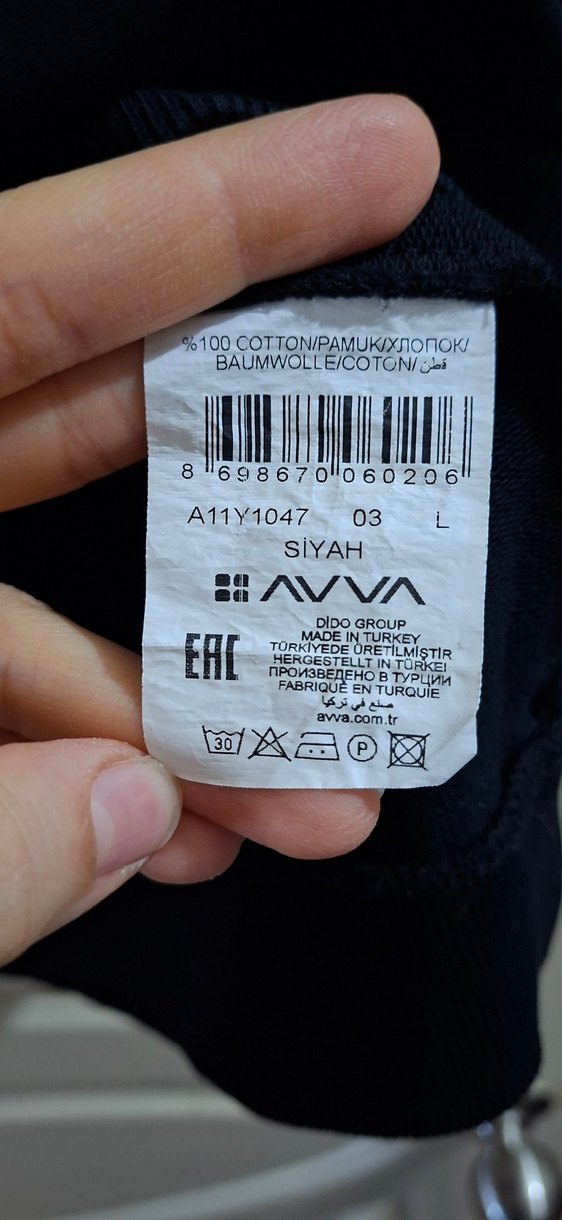 %100 COTTON/PAMUK/ХЛОПОК/
BAUMWOLLE/COTON/قطن
8 698670 060206
A11Y1047 03 L
SİYAH
AVVA
DİDO GROUP
MADE IN TURKEY
TÜRKİYEDE ÜRETİLMİŞTİR
HERGESTELLT IN TÜRKEI
ПРОИЗВЕДЕНО В ТУРЦИИ
FABRIQUÉ EN TURQUIE
صنع في تركيا
avva.com.tr
EAC
30 P